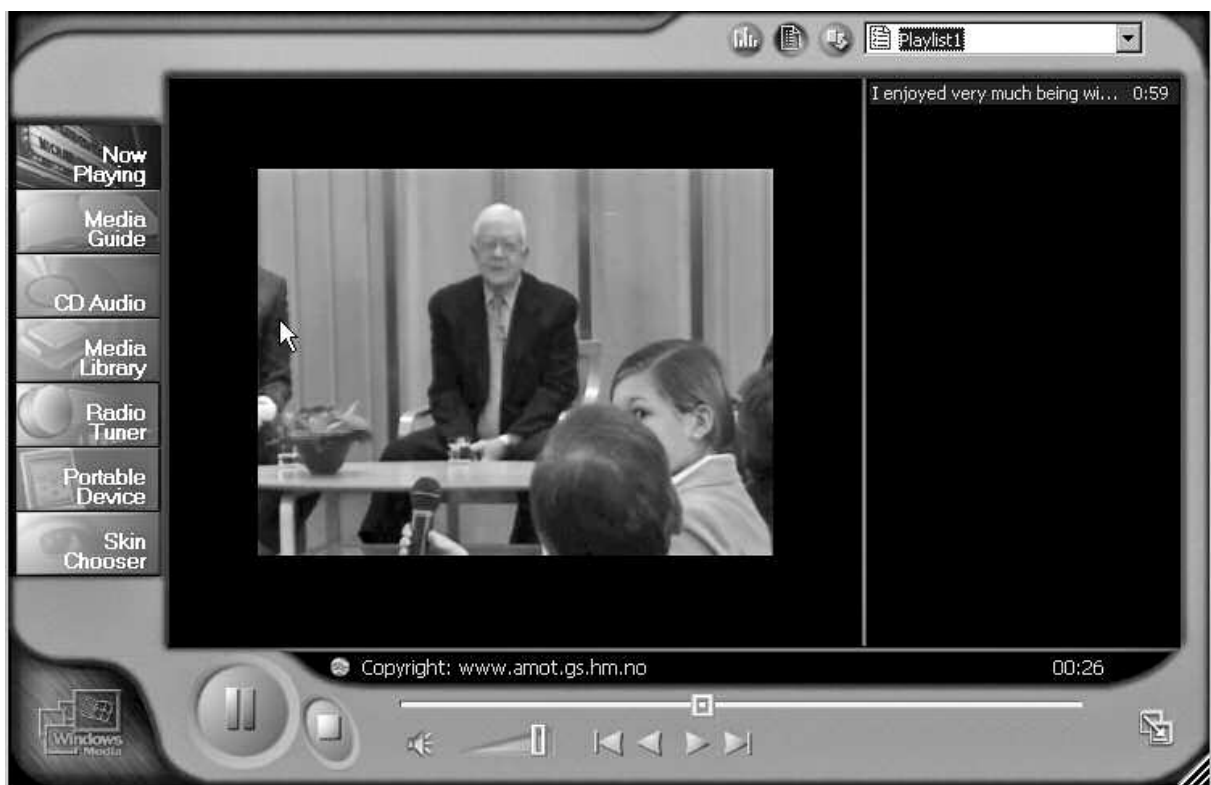 Playlist1
I enjoyed very much being wi... 0:59
Now
Playing
Media
Guide
CD Audio
Media
Library
Radio
Tuner
Portable
Device
Skin
Chooser
Copyright: www.amot.gs.hm.no 00:26
Windows
Media